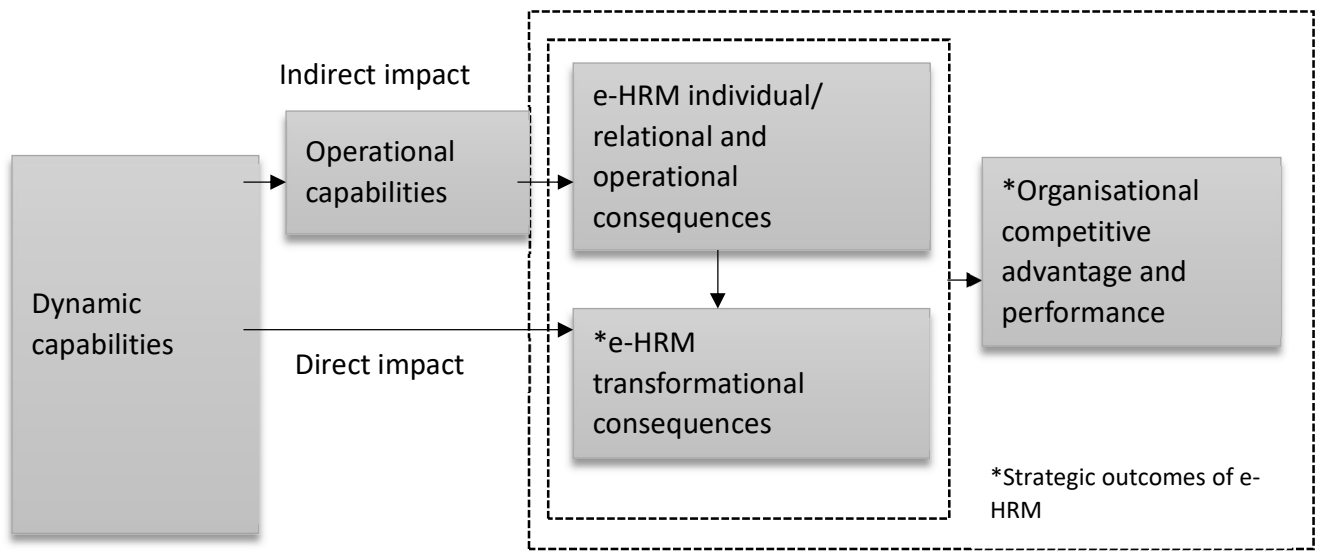 Indirect impact
Operational
capabilities
Dynamic
capabilities
Direct impact
e-HRM individual/
relational and
operational
consequences
*e-HRM
transformational
consequences
*Organisational
competitive
advantage and
performance
*Strategic outcomes of e-
HRM